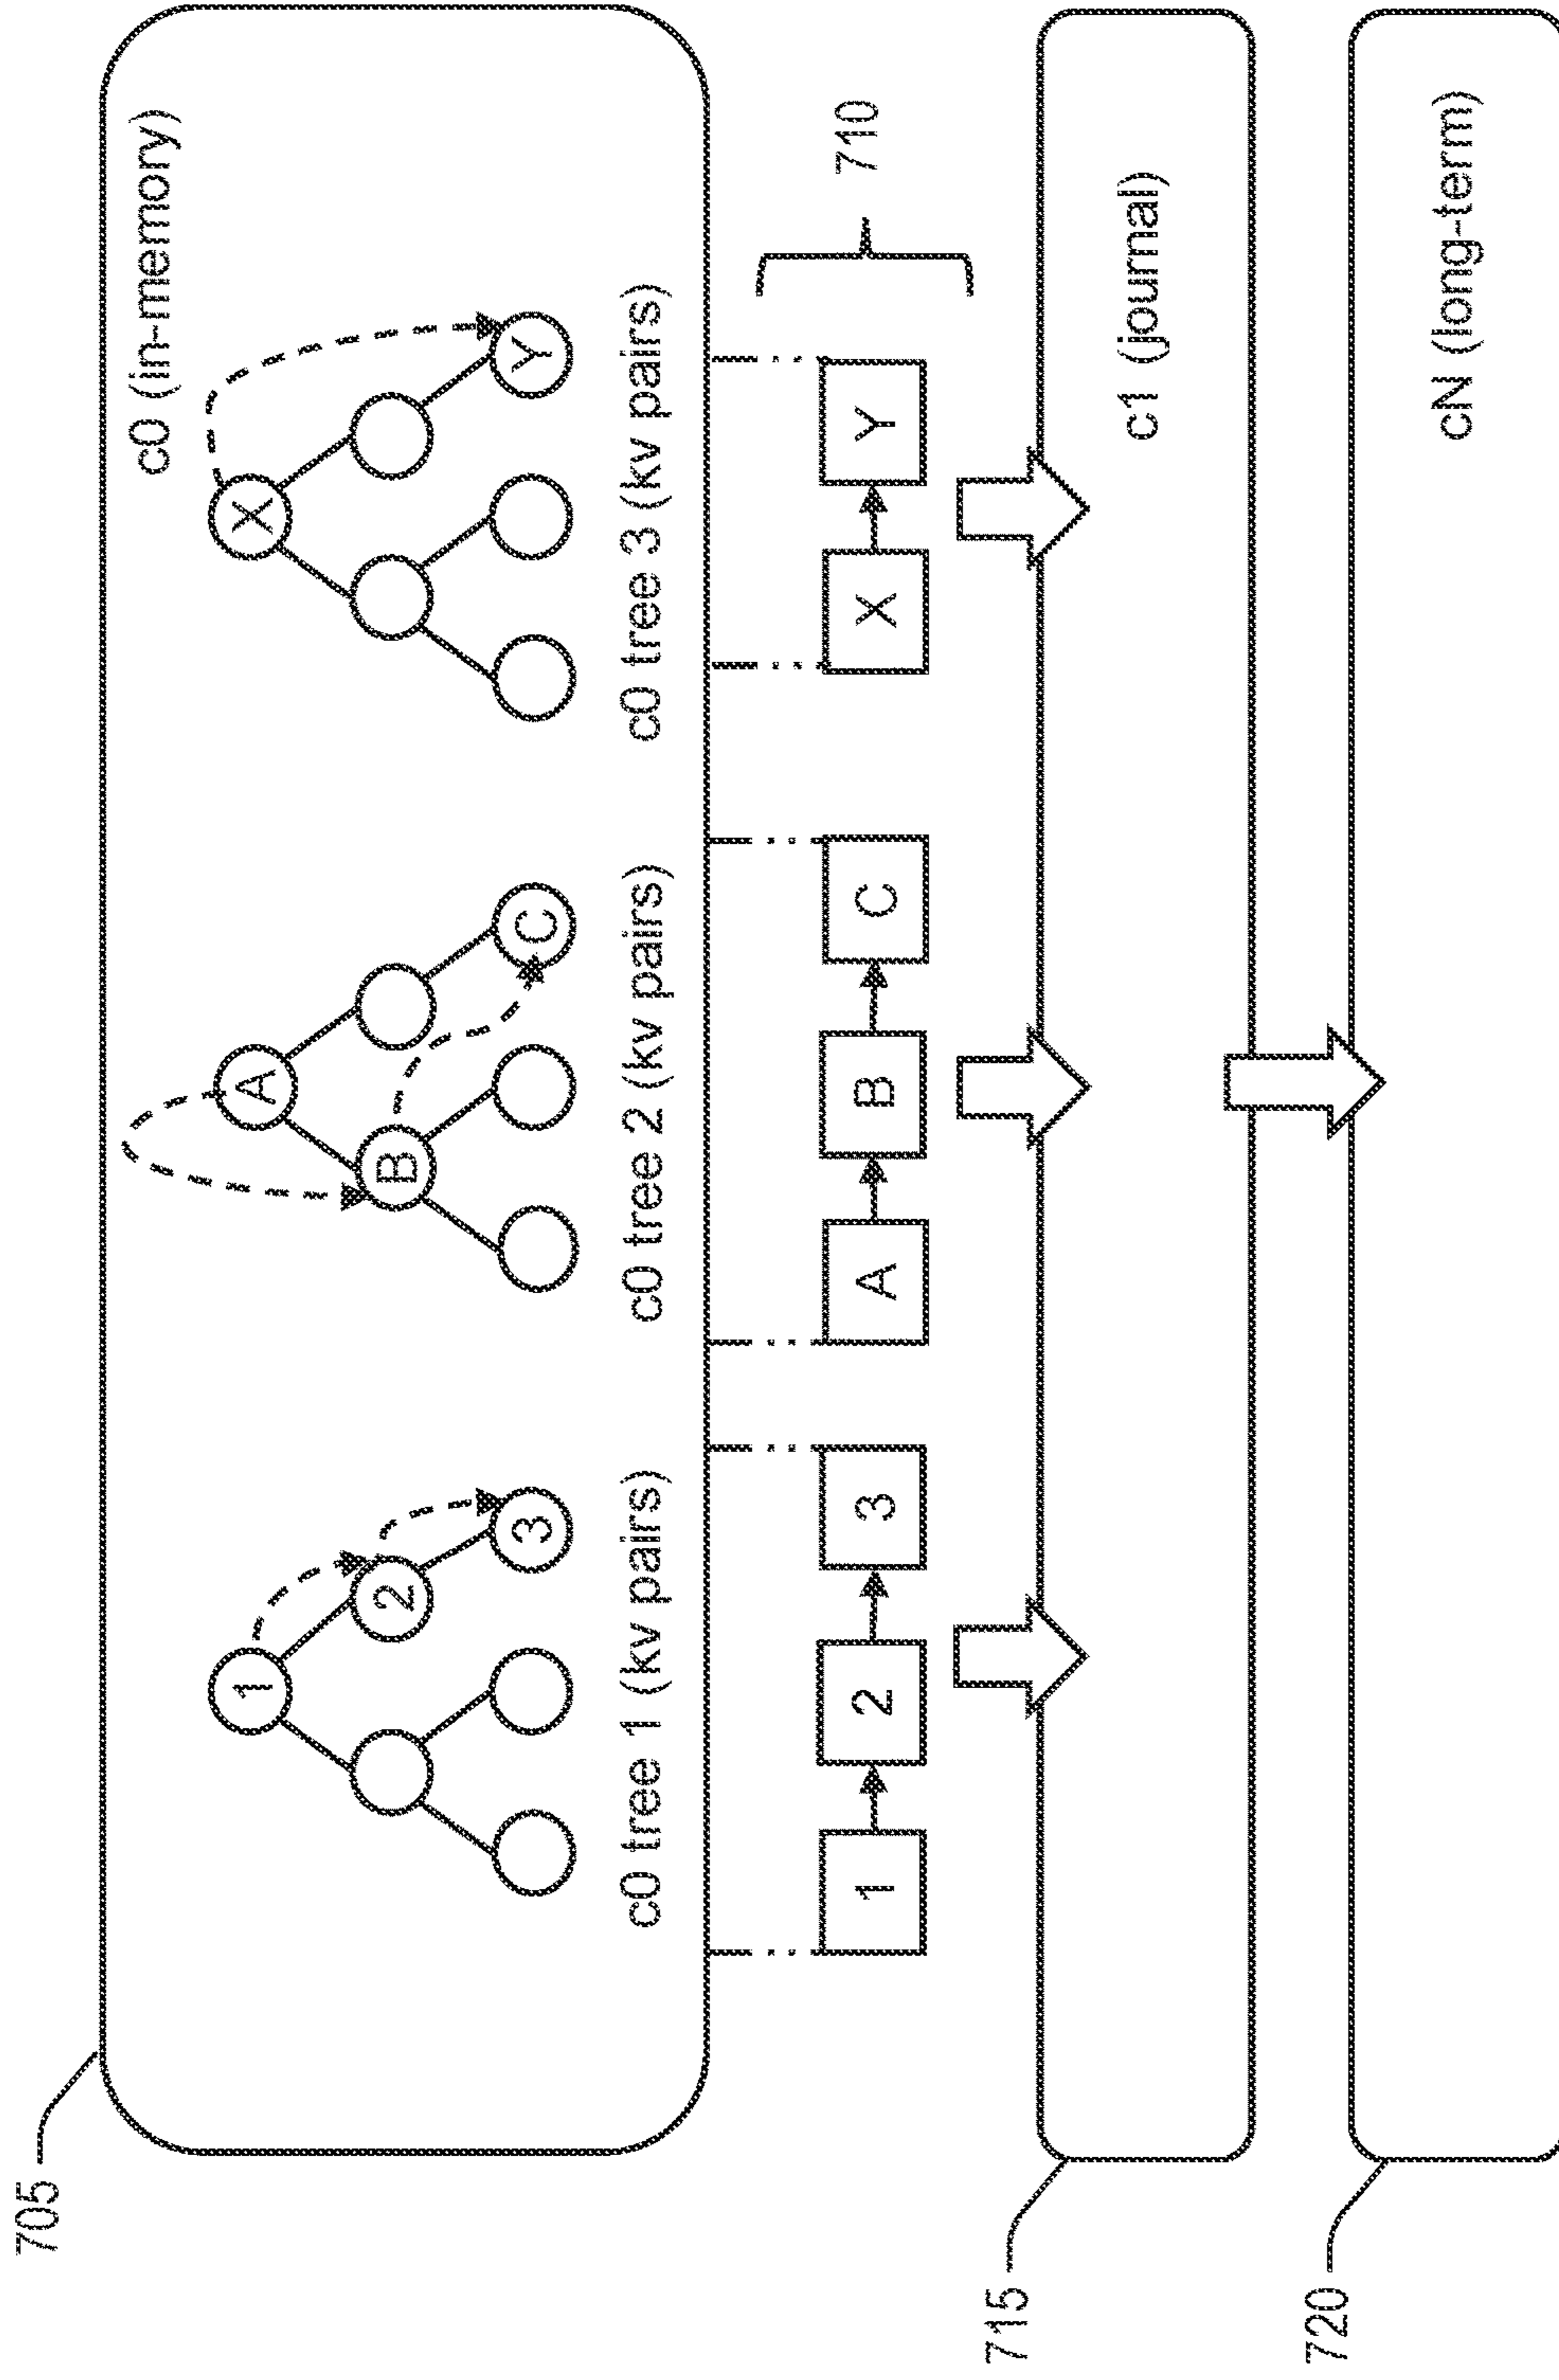 705
c0 (in-memory)
1
A
X
2
B
3
C
Y
c0 tree 1 (kv pairs)
c0 tree 2 (kv pairs)
c0 tree 3 (kv pairs)
710
1
2
3
A
B
C
X
Y
715
c1 (journal)
720
cN (long-term)